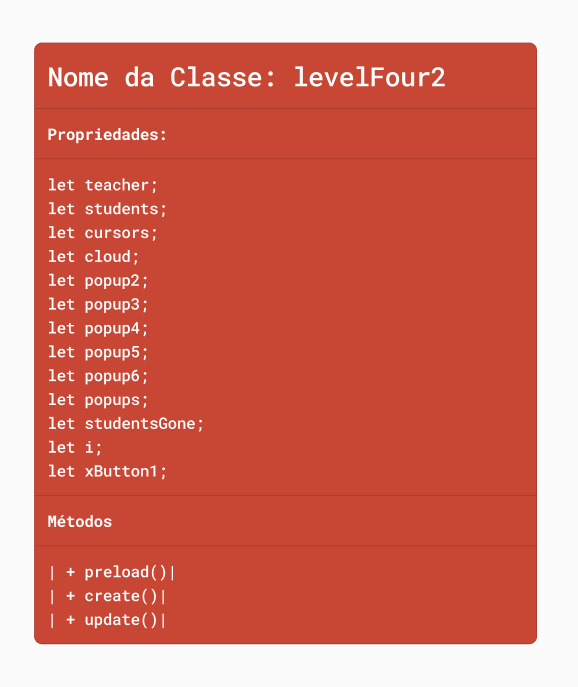 Nome da Classe: levelFour2
Propriedades:
let teacher;
let students;
let cursors;
let cloud;
let popup2;
let popup3;
let popup4;
let popup5;
let popup6;
let popups;
let studentsGone;
let i;
let xButton1;
Métodos
| + preload()|
| + create()|
| + update()|